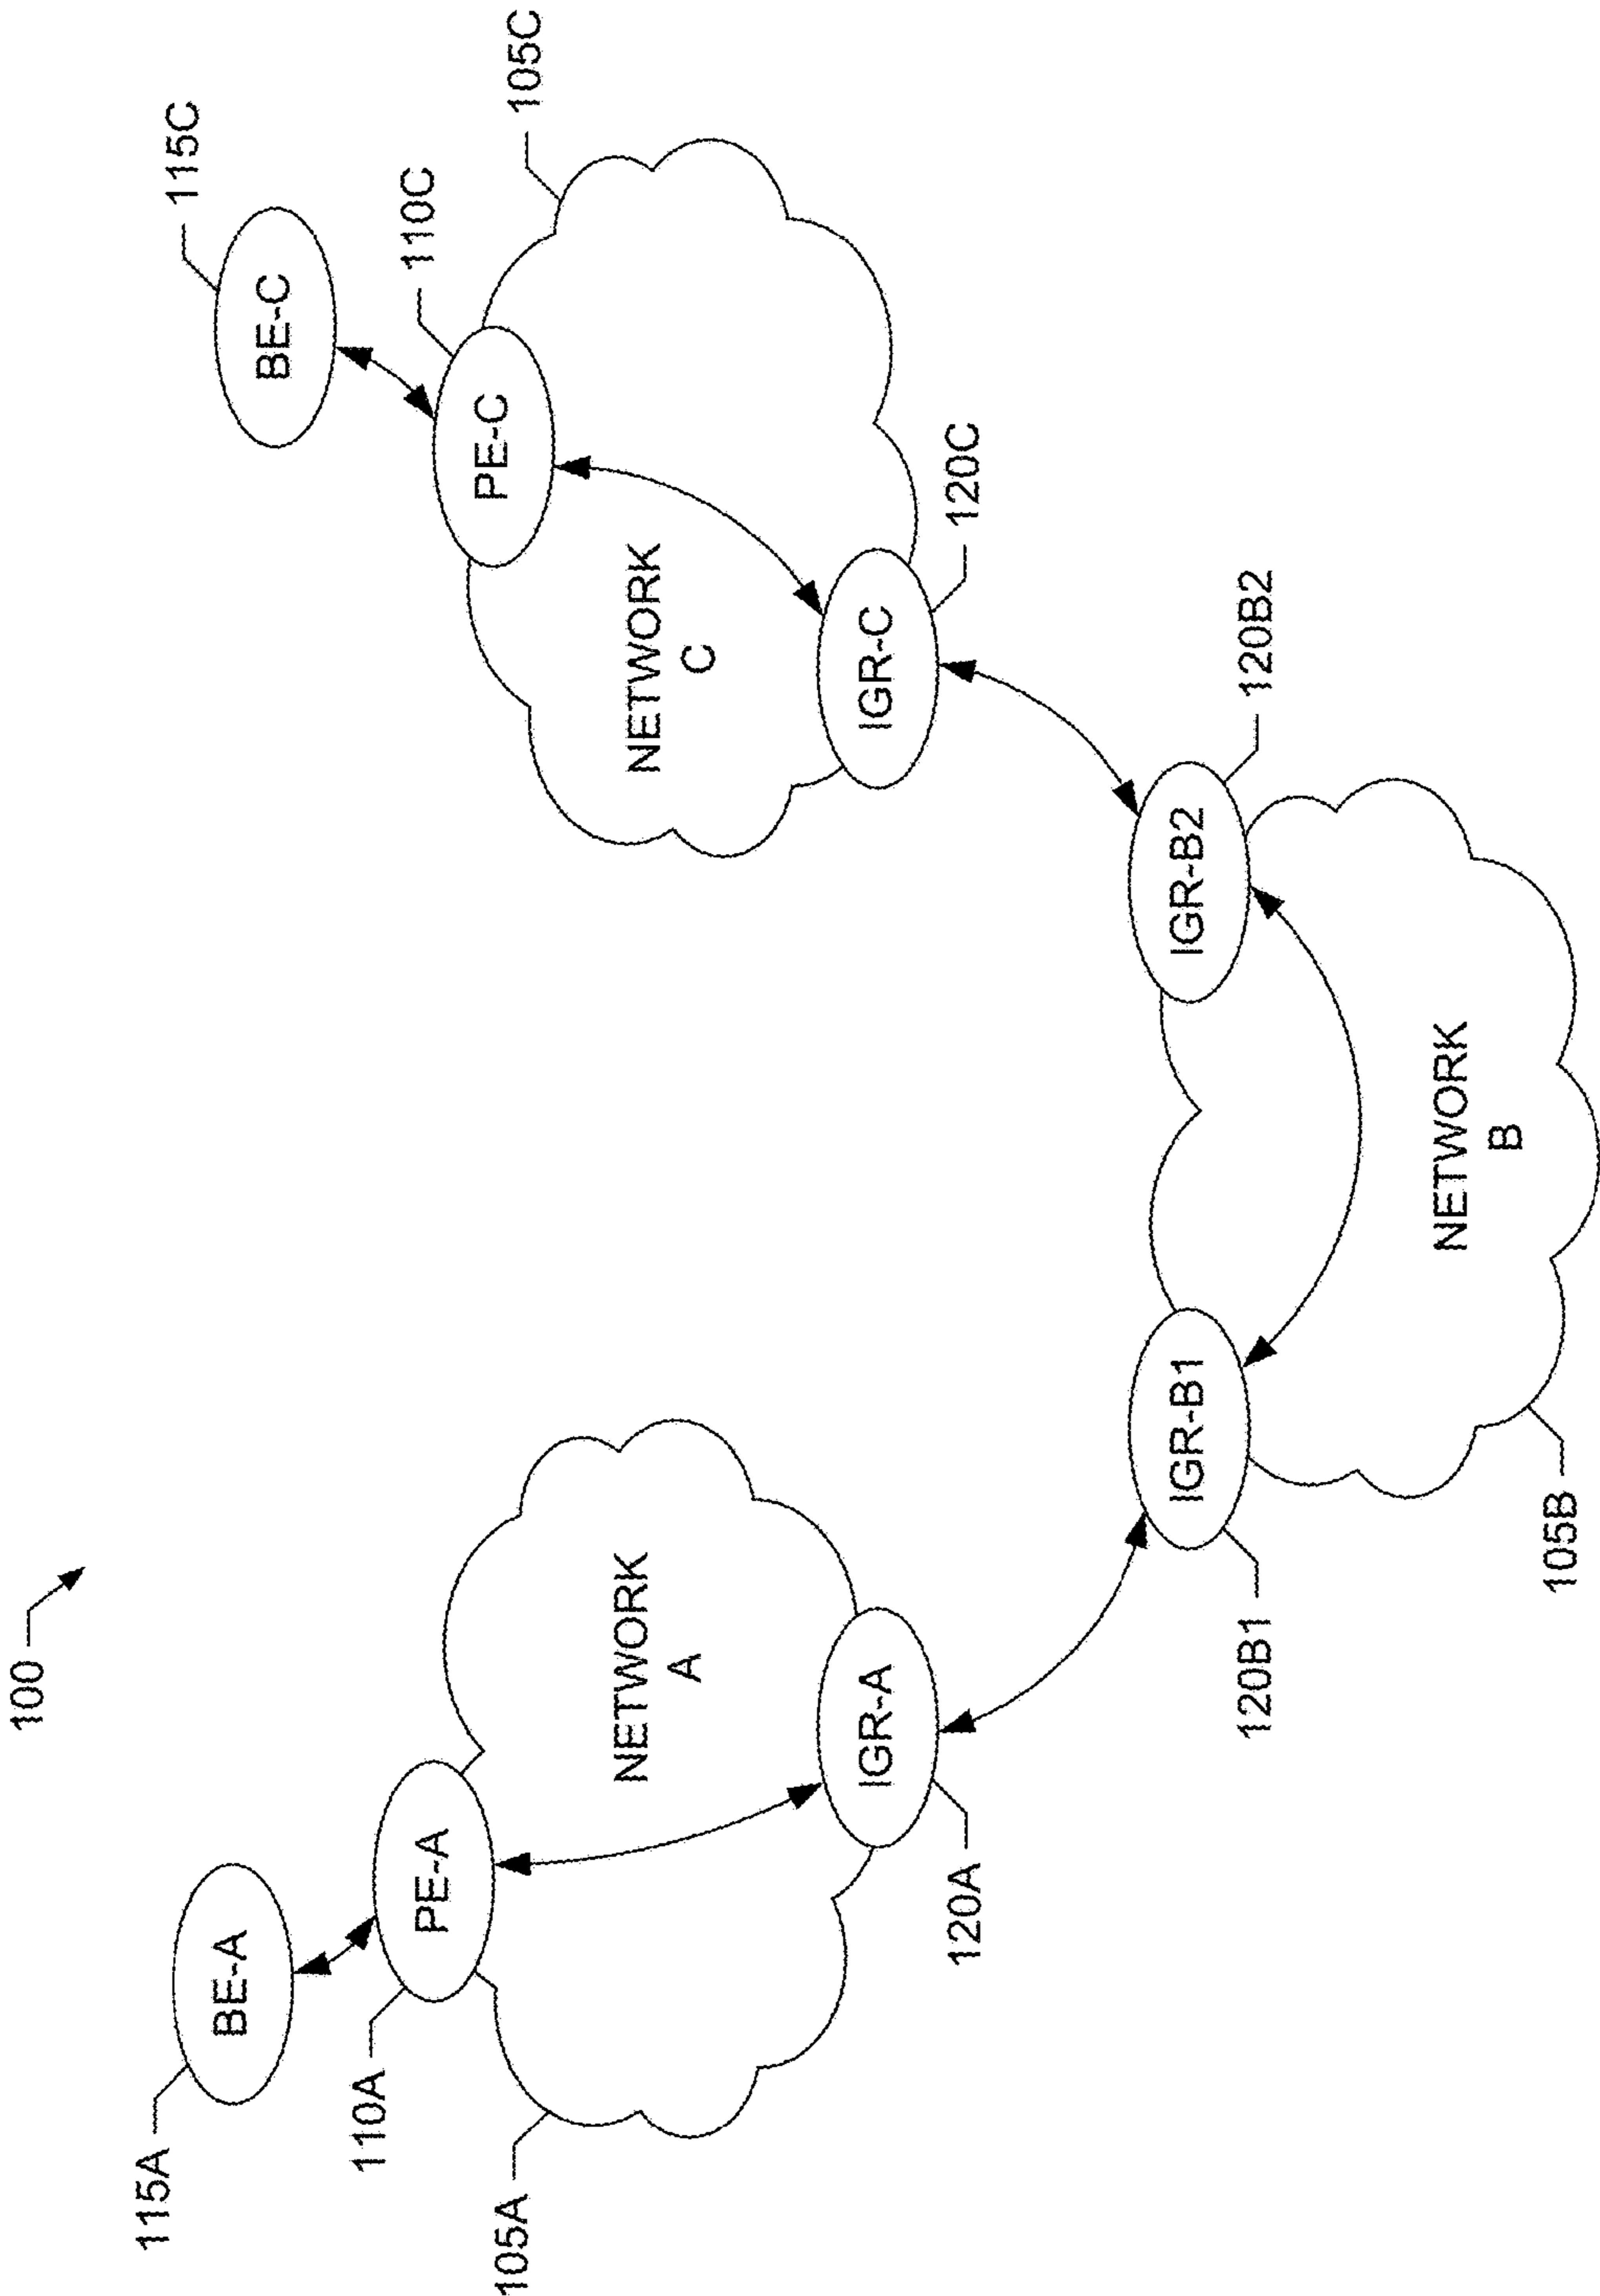 100
115A
BE-A
110A
PE-A
105A
NETWORK
A
IGR-A
120A
115C
BE-C
110C
PE-C
105C
NETWORK
C
IGR-C
120C
IGR-B1
120B1
IGR-B2
120B2
NETWORK
B
105B